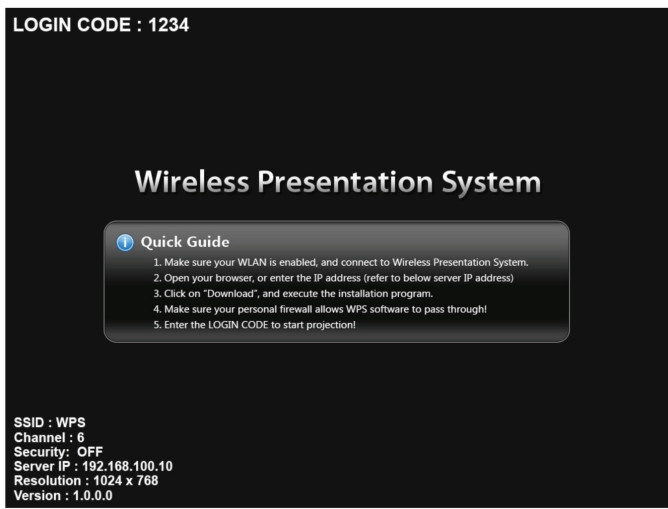 LOGIN CODE : 1234
Wireless Presentation System
Quick Guide
1. Make sure your WLAN is enabled, and connect to Wireless Presentation System.
2. Open your browser, or enter the IP address (refer to below server IP address)
3. Click on “Download”, and execute the installation program.
4. Make sure your personal firewall allows WPS software to pass through!
5. Enter the LOGIN CODE to start projection!
SSID : WPS
Channel : 6
Security: OFF
Server IP : 192.168.100.10
Resolution : 1024 x 768
Version : 1.0.0.0